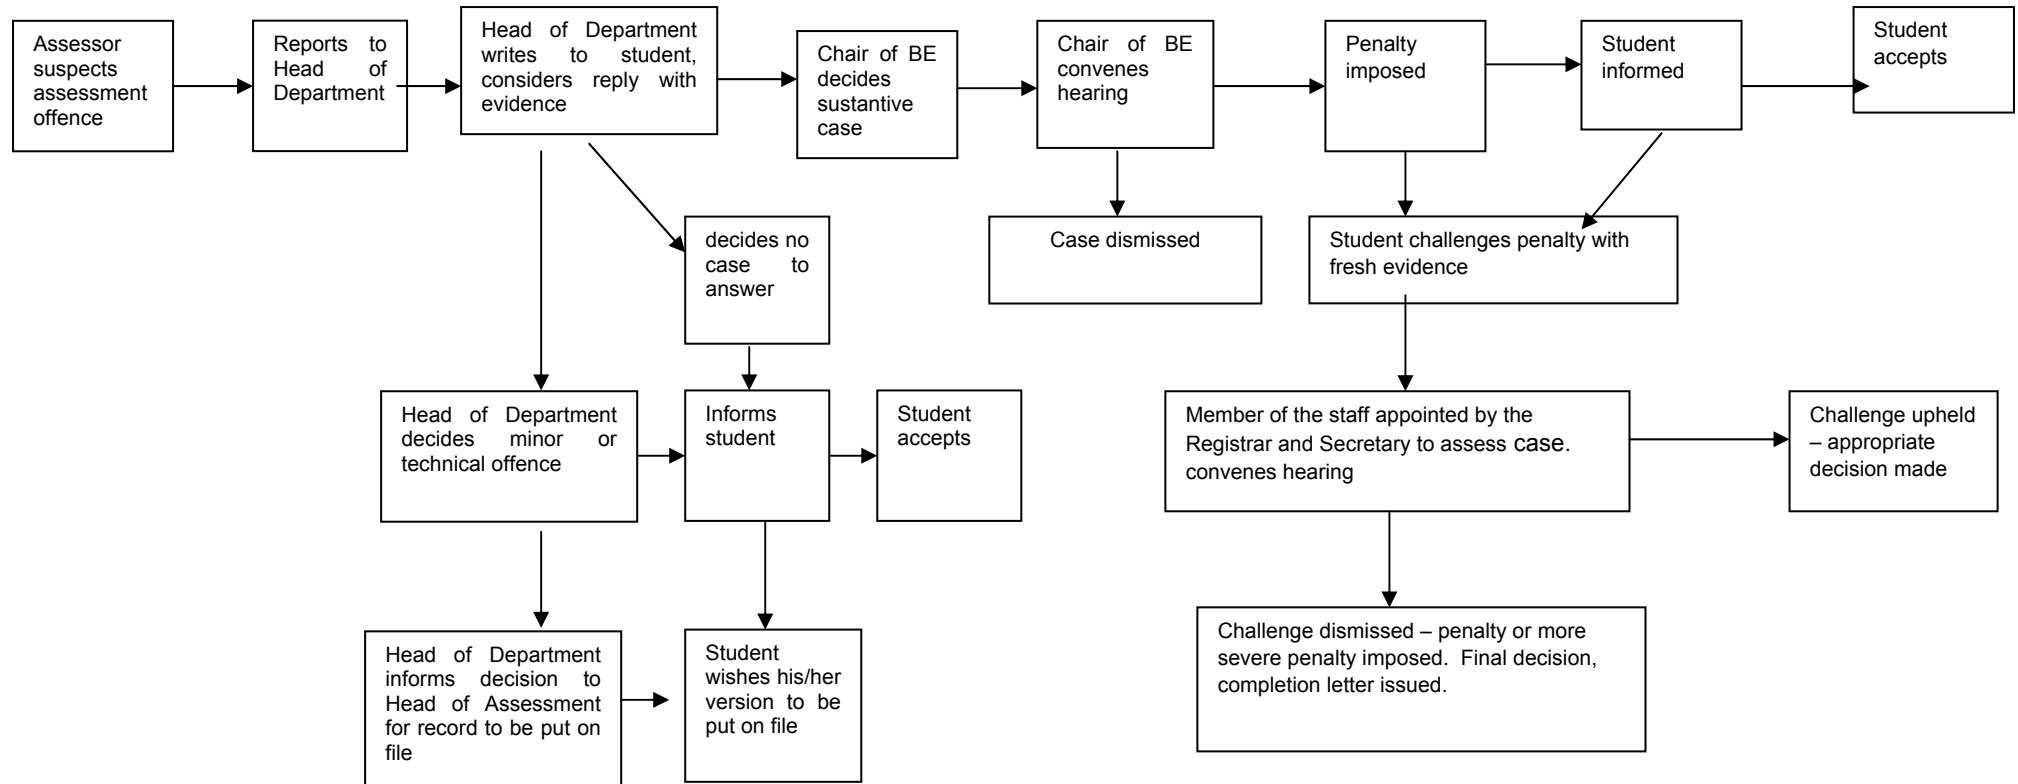 Assessor
suspects
assessment
offence
Reports to
Head of
Department
Head of Department
writes to student,
considers reply with
evidence
Chair of BE
decides
sustantive
case
Chair of BE
convenes
hearing
Penalty
imposed
Student
informed
Student
accepts
decides no
case to
answer
Case dismissed
Student challenges penalty with
fresh evidence
Head of Department
decides minor or
technical offence
Informs
student
Student
accepts
Member of the staff appointed by the
Registrar and Secretary to assess case.
convenes hearing
Challenge upheld
– appropriate
decision made
Head of Department
informs decision to
Head of Assessment
for record to be put on
file
Student
wishes his/her
version to be
put on file
Challenge dismissed – penalty or more
severe penalty imposed. Final decision,
completion letter issued.